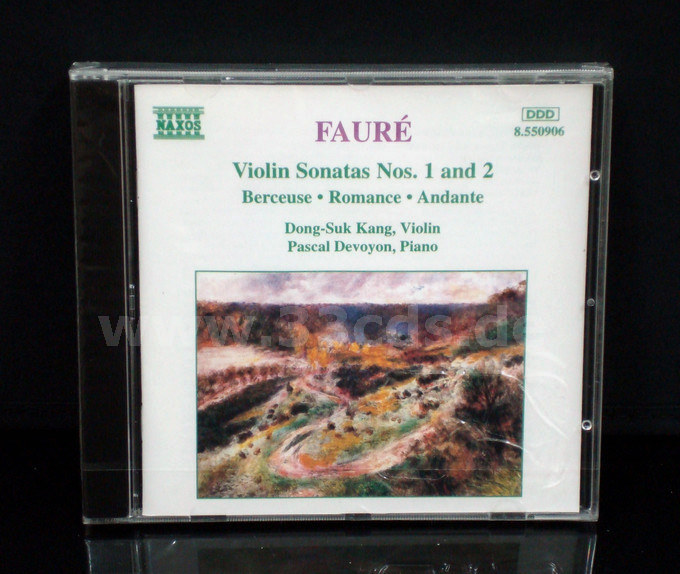 NAXOS
DDD
8.550906
FAURÉ
Violin Sonatas Nos. 1 and 2
Berceuse • Romance • Andante
Dong-Suk Kang, Violin
Pascal Devoyon, Piano
www.33cds.de